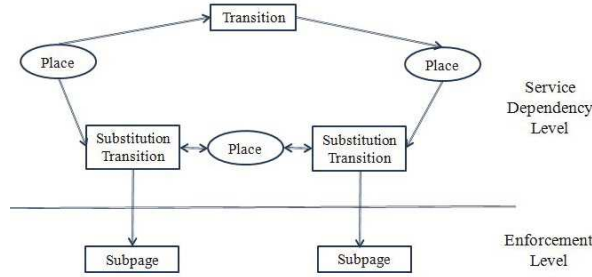 Transition
Place
Place
Service
Dependency
Level
Substitution
Transition
Place
Substitution
Transition
Subpage
Subpage
Enforcement
Level